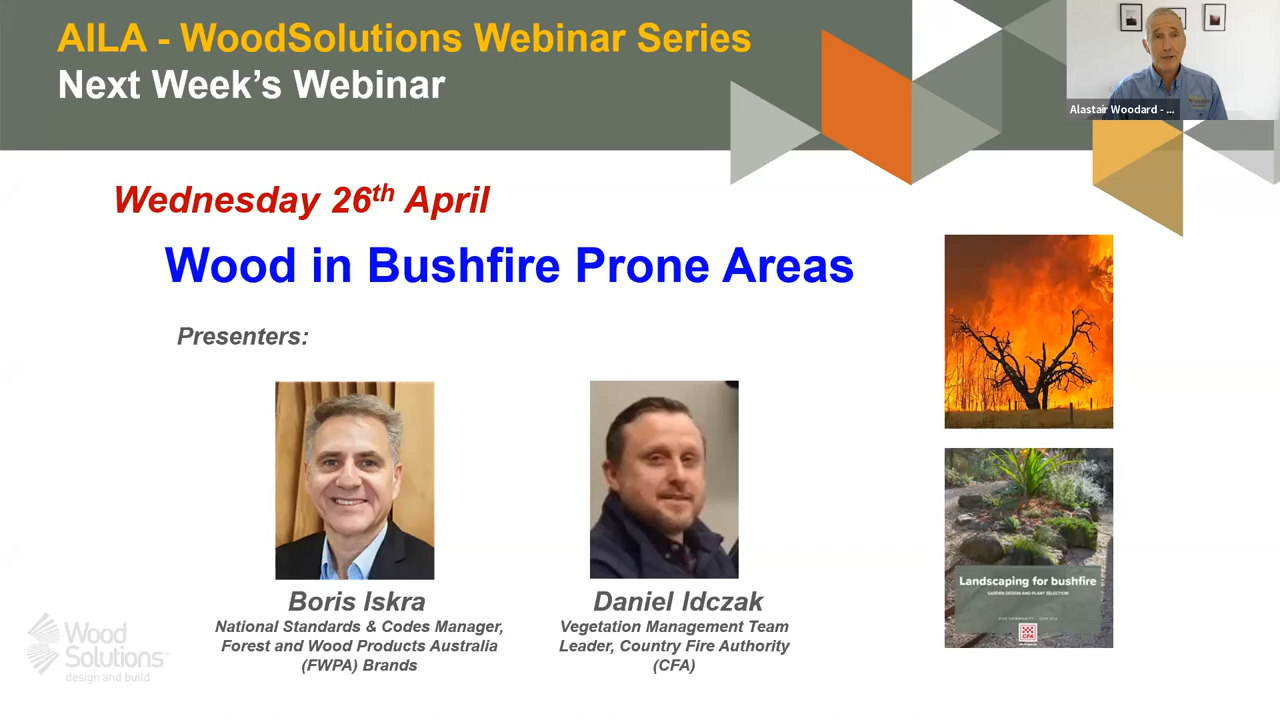 AILA - WoodSolutions Webinar Series
Next Week's Webinar
Alastair Woodard - ...
Wednesday 26th April
Wood in Bushfire Prone Areas
Presenters:
Boris Iskra
National Standards & Codes Manager,
Forest and Wood Products Australia
(FWPA) Brands
Daniel Idczak
Vegetation Management Team
Leader, Country Fire Authority
(CFA)
Landscaping for bushfire
GARDEN DESIGN AND PLANT SELECTION
CFA
Wood
Solutions
design and build